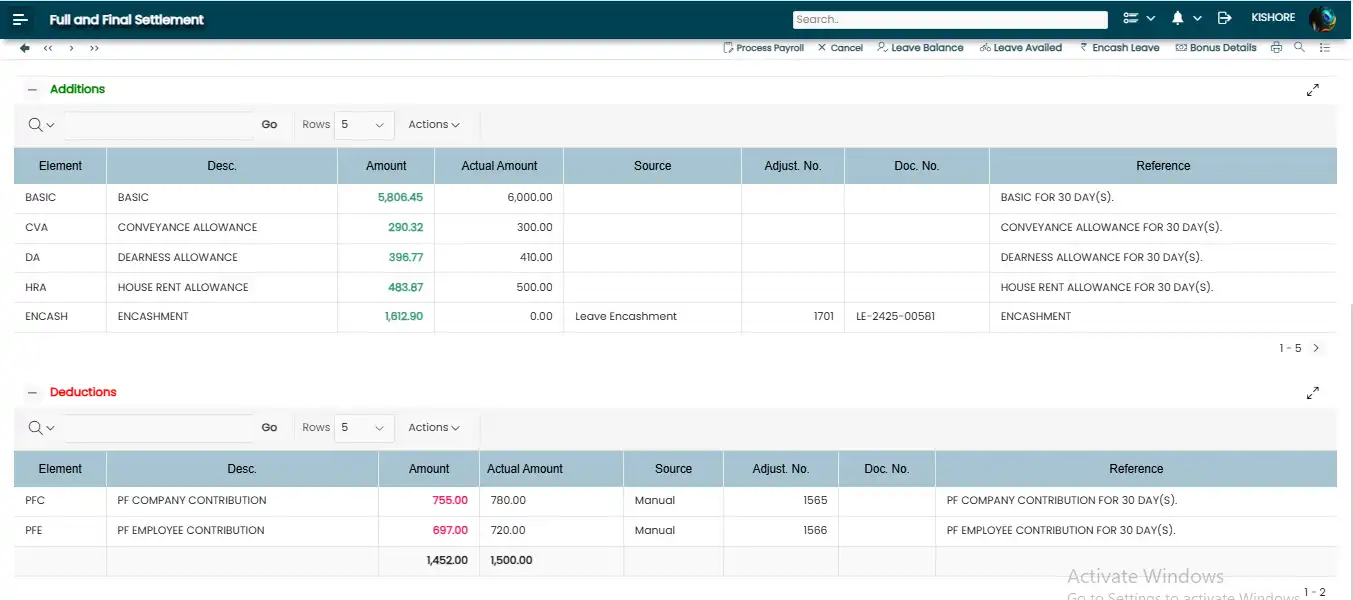 Full and Final Settlement Search.. KISHORE
<< > >> Process Payroll Cancel Leave Balance Leave Availed ₹ Encash Leave Bonus Details
Additions
Go Rows 5 Actions
Element Desc. Amount Actual Amount Source Adjust. No. Doc. No. Reference
BASIC BASIC 5,806.45 6,000.00 BASIC FOR 30 DAY(S).
CVA CONVEYANCE ALLOWANCE 290.32 300.00 CONVEYANCE ALLOWANCE FOR 30 DAY(S).
DA DEARNESS ALLOWANCE 396.77 410.00 DEARNESS ALLOWANCE FOR 30 DAY(S).
HRA HOUSE RENT ALLOWANCE 483.87 500.00 HOUSE RENT ALLOWANCE FOR 30 DAY(S).
ENCASH ENCASHMENT 1,612.90 0.00 Leave Encashment 1701 LE-2425-00581 ENCASHMENT
1 - 5 >
Deductions
Go Rows 5 Actions
Element Desc. Amount Actual Amount Source Adjust. No. Doc. No. Reference
PFC PF COMPANY CONTRIBUTION 755.00 780.00 Manual 1565 PF COMPANY CONTRIBUTION FOR 30 DAY(S).
PFE PF EMPLOYEE CONTRIBUTION 697.00 720.00 Manual 1566 PF EMPLOYEE CONTRIBUTION FOR 30 DAY(S).
1,452.00 1,500.00
Activate Windows
Go to Settings to activate Windows
1 - 2